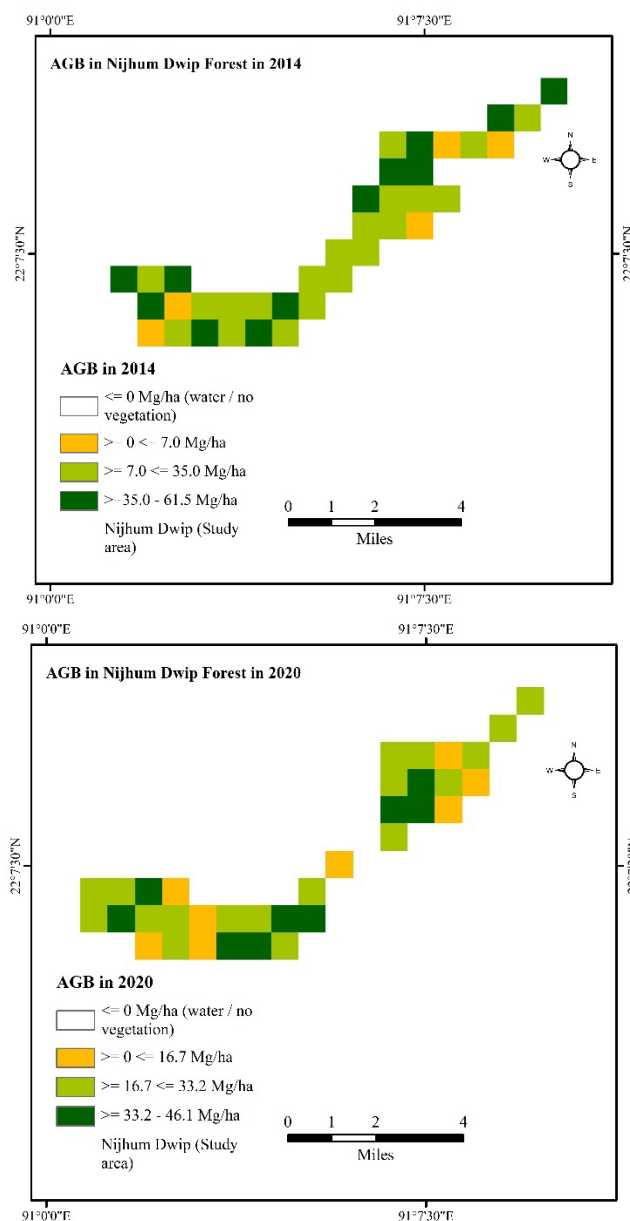 91°0'0"E 91°7'30"E
AGB in Nijhum Dwip Forest in 2014
N
W E
S
22°7'30"N 22°7'30"N
AGB in 2014
<= 0 Mg/ha (water / no
vegetation)
>= 0 <= 7.0 Mg/ha
>= 7.0 <= 35.0 Mg/ha
>=35.0 - 61.5 Mg/ha
Nijhum Dwip (Study
area)
0 1 2 4
Miles
91°0'0"E 91°7'30"E
91°0'0"E 91°7'30"E
AGB in Nijhum Dwip Forest in 2020
N
W E
S
22°7'30"N 22°7'30"N
AGB in 2020
<= 0 Mg/ha (water / no
vegetation)
>= 0 <= 16.7 Mg/ha
>= 16.7 <= 33.2 Mg/ha
>= 33.2 - 46.1 Mg/ha
Nijhum Dwip (Study
area)
0 1 2 4
Miles
91°0'0"E 91°7'30"E